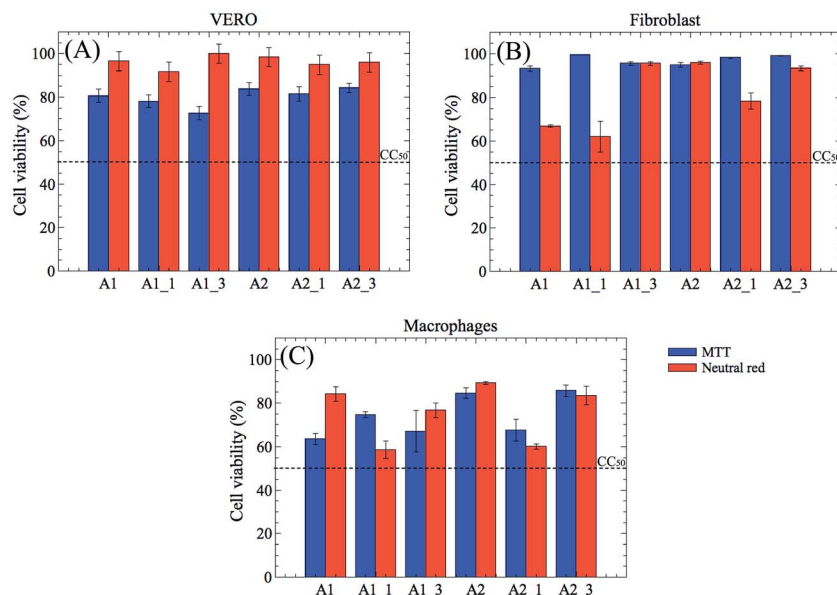 VERO
(A)
Cell viability (%)
100
80
60
40
20
0
CC50
A1 A1_1 A1_3 A2 A2_1 A2_3
Fibroblast
(B)
Cell viability (%)
100
80
60
40
20
0
CC50
A1 A1_1 A1_3 A2 A2_1 A2_3
Macrophages
(C)
Cell viability (%)
100
80
60
40
20
0
CC50
A1 A1_1 A1_3 A2 A2_1 A2_3
MTT
Neutral red